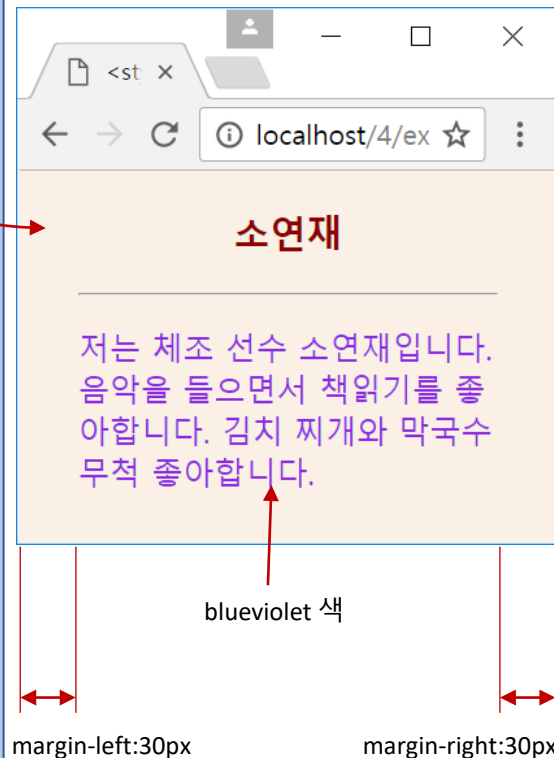 <st
localhost/4/ex
소연재
저는 체조 선수 소연재입니다.
음악을 들으면서 책읽기를 좋
아합니다. 김치 찌개와 막국수
무척 좋아합니다.
blueviolet 색
margin-left:30px
margin-right:30px